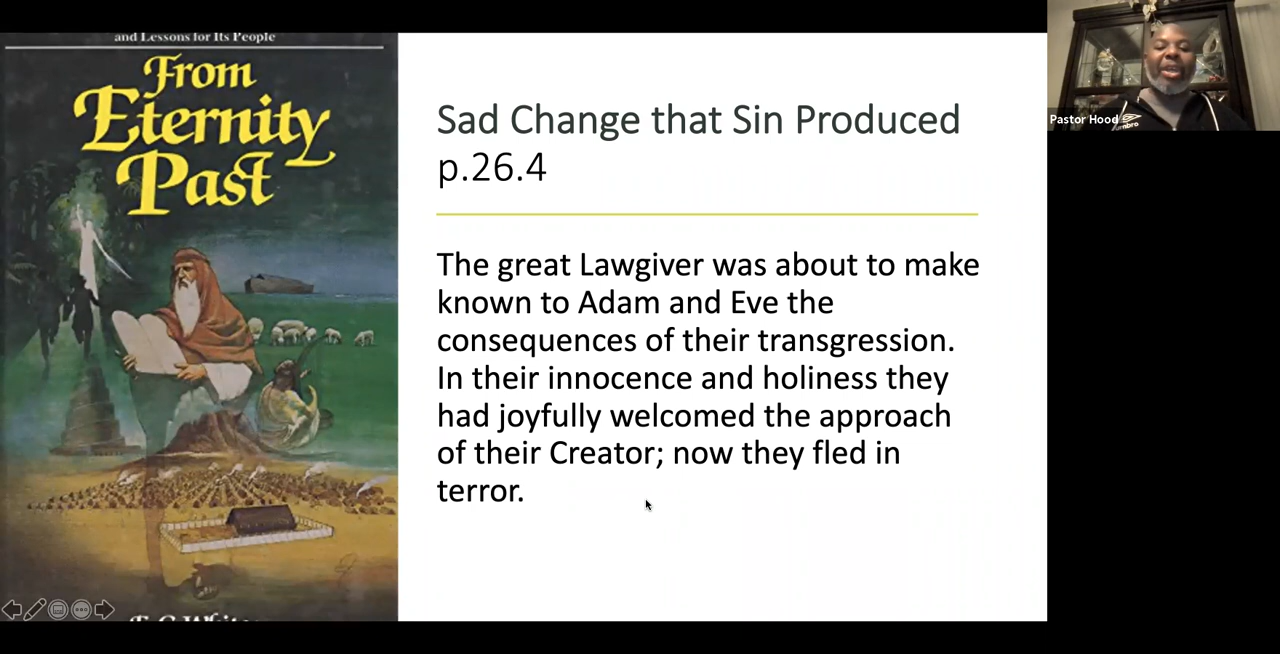 and Lessons for Its People
From
Eternity
Past
Sad Change that Sin Produced
p.26.4
The great Lawgiver was about to make
known to Adam and Eve the
consequences of their transgression.
In their innocence and holiness they
had joyfully welcomed the approach
of their Creator; now they fled in
terror.
Pastor Hood
umbro